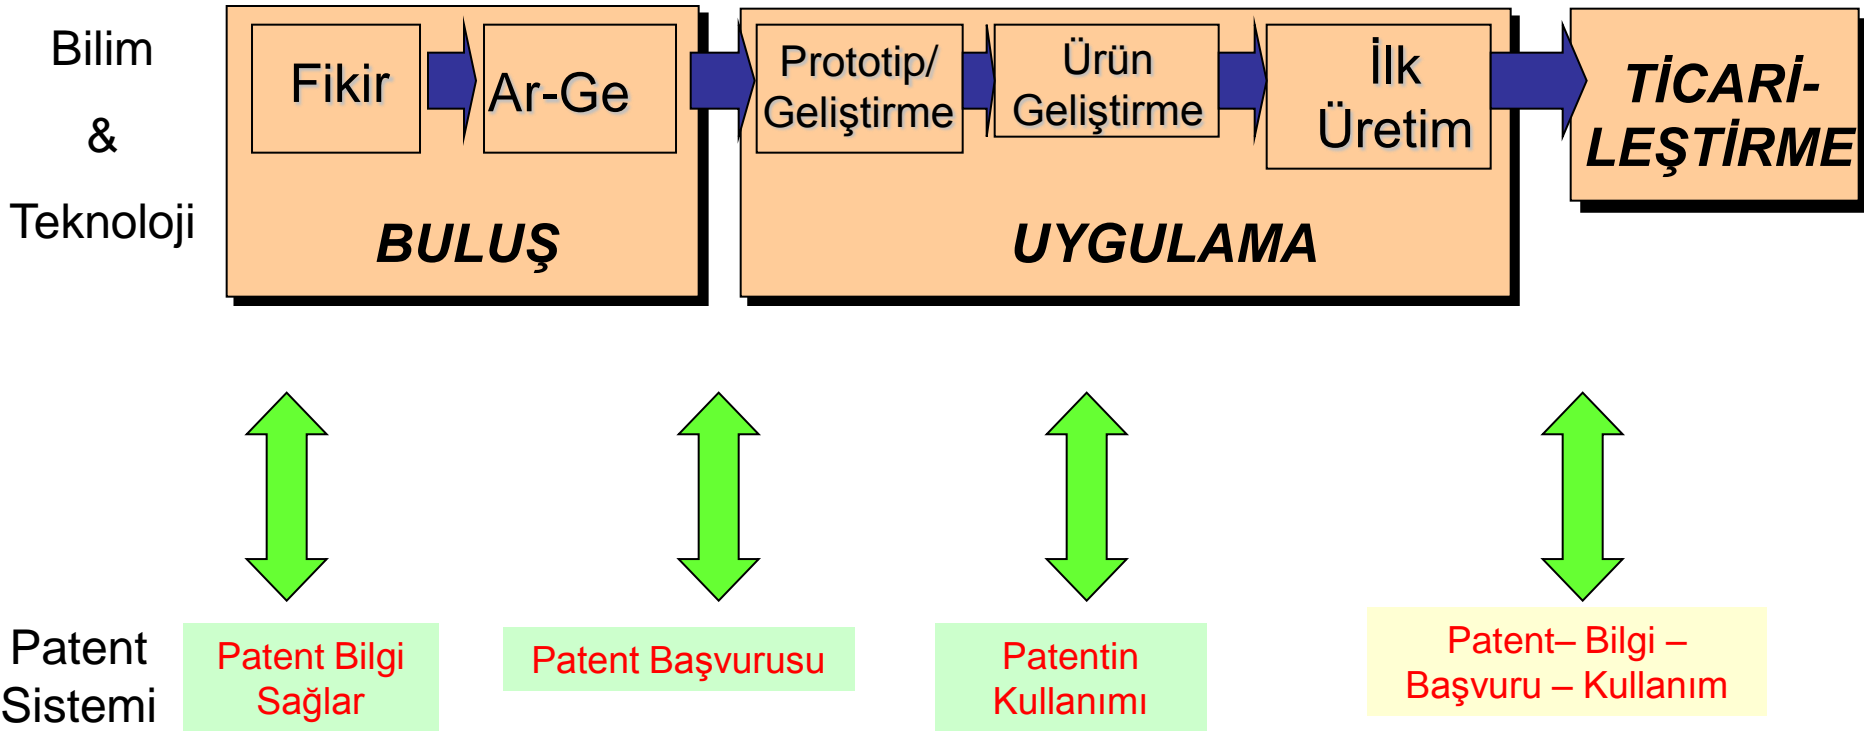 Bilim
&
Teknoloji
Fikir
Ar-Ge
BULUŞ
Prototip/
Geliştirme
Ürün
Geliştirme
İlk
Üretim
UYGULAMA
TİCARİ-
LEŞTİRME
Patent
Sistemi
Patent Bilgi
Sağlar
Patent Başvurusu
Patentin
Kullanımı
Patent– Bilgi –
Başvuru – Kullanım